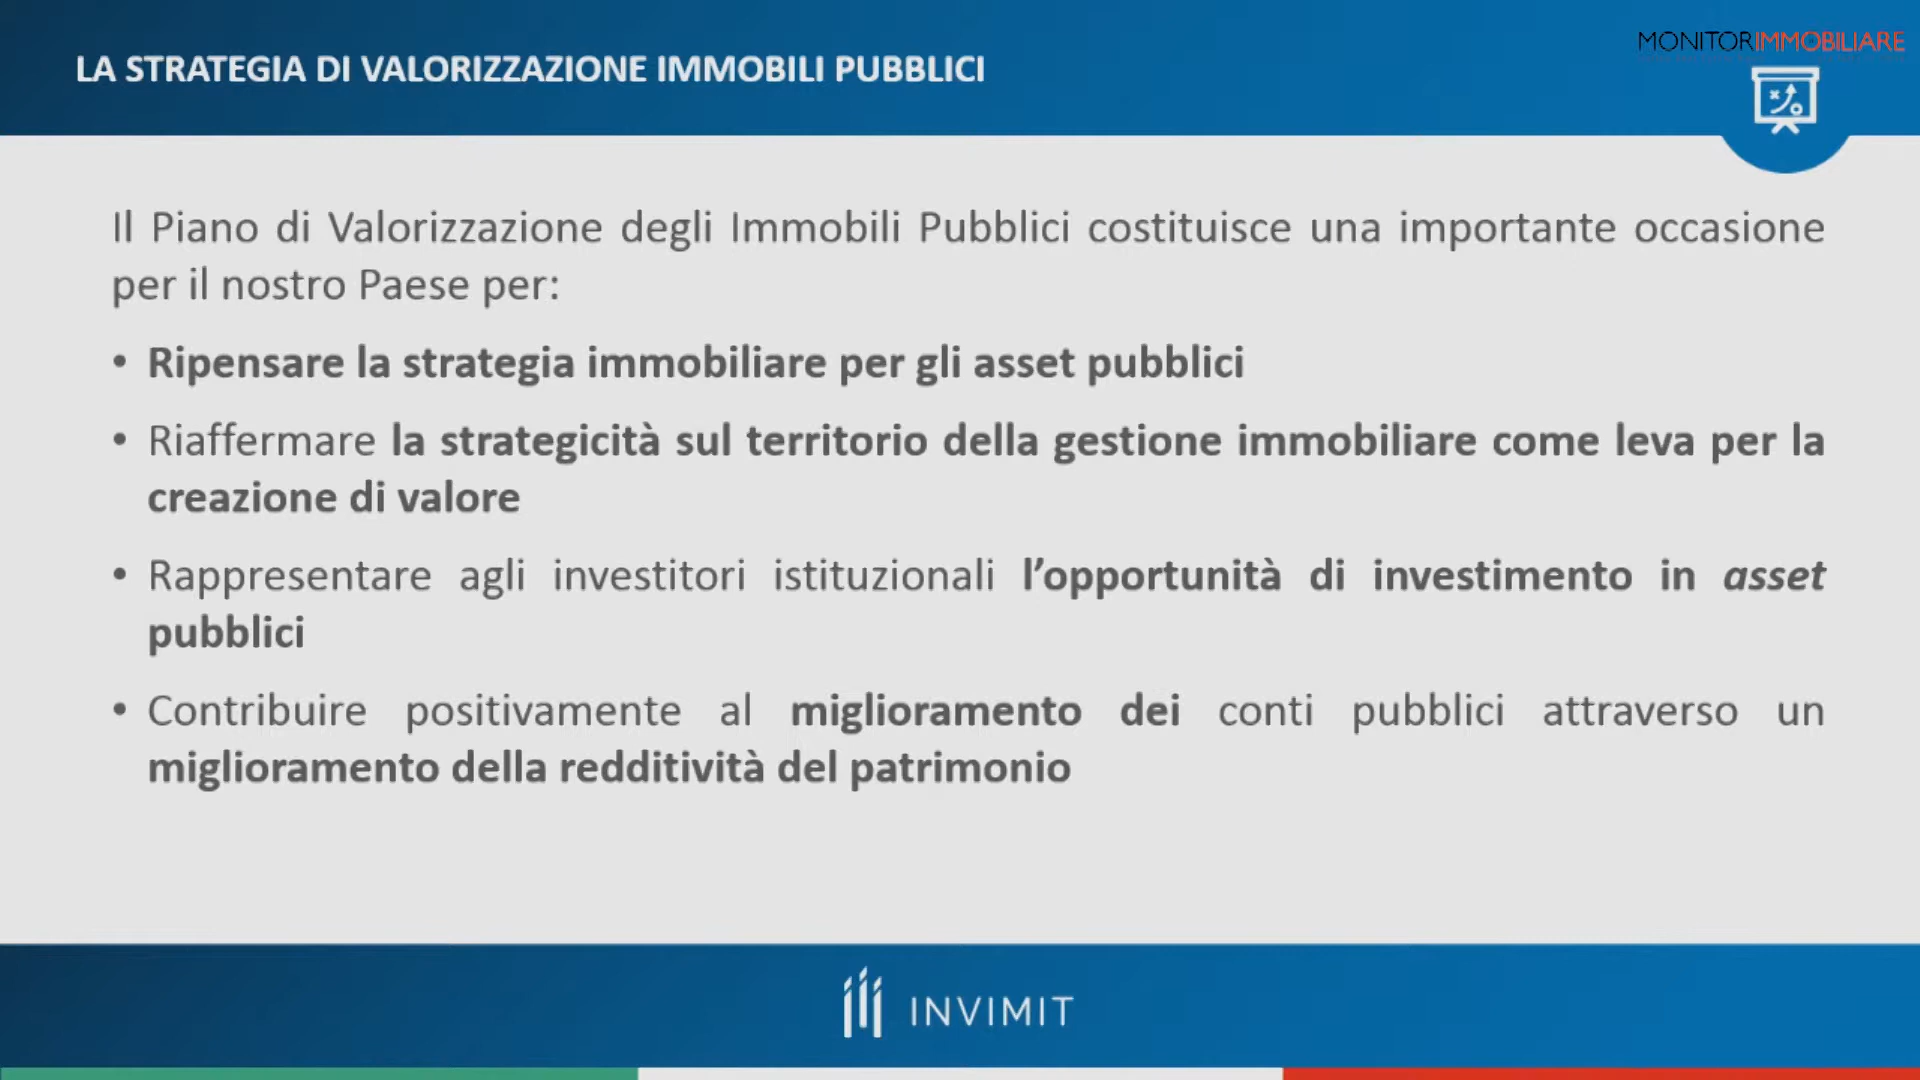 MONITORIMMOBILIARE
LA STRATEGIA DI VALORIZZAZIONE IMMOBILI PUBBLICI
Il Piano di Valorizzazione degli Immobili Pubblici costituisce una importante occasione
per il nostro Paese per:
• Ripensare la strategia immobiliare per gli asset pubblici
• Riaffermare la strategicità sul territorio della gestione immobiliare come leva per la
creazione di valore
• Rappresentare agli investitori istituzionali l’opportunità di investimento in asset
pubblici
• Contribuire positivamente al miglioramento dei conti pubblici attraverso un
miglioramento della redditività del patrimonio
INVIMIT